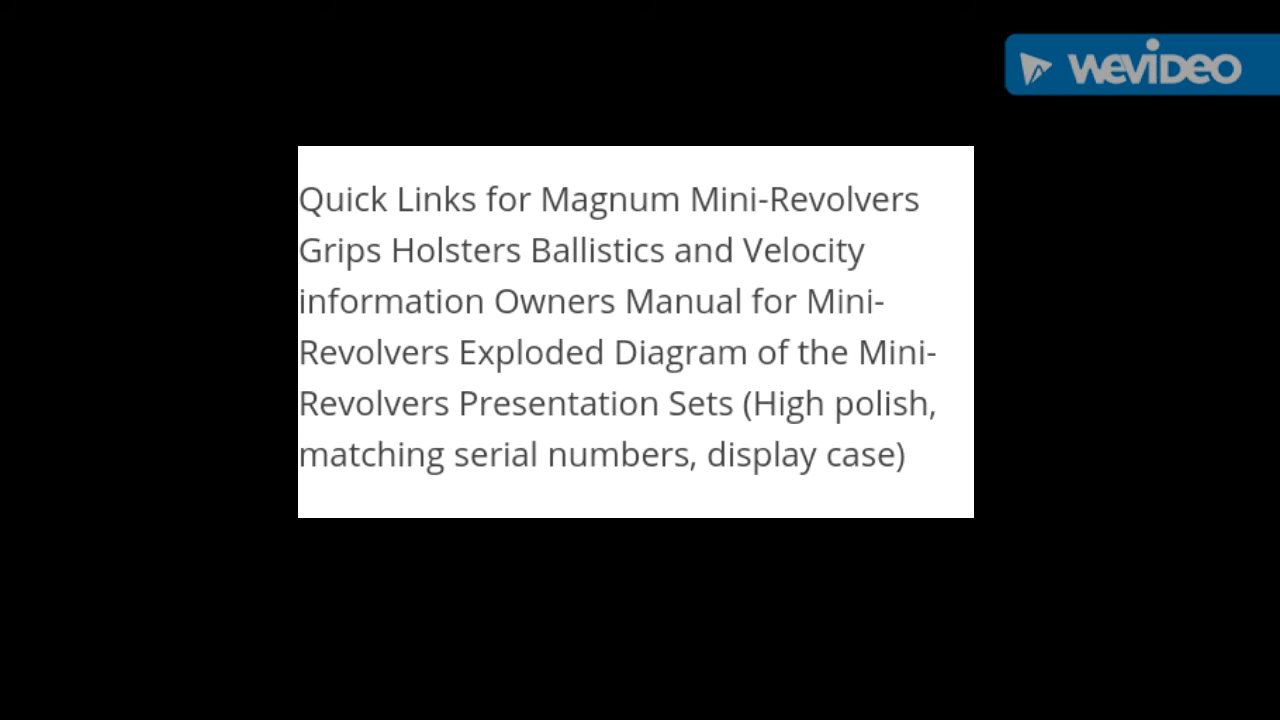 WEVIDEO
Quick Links for Magnum Mini-Revolvers
Grips Holsters Ballistics and Velocity
information Owners Manual for Mini-
Revolvers Exploded Diagram of the Mini-
Revolvers Presentation Sets (High polish,
matching serial numbers, display case)